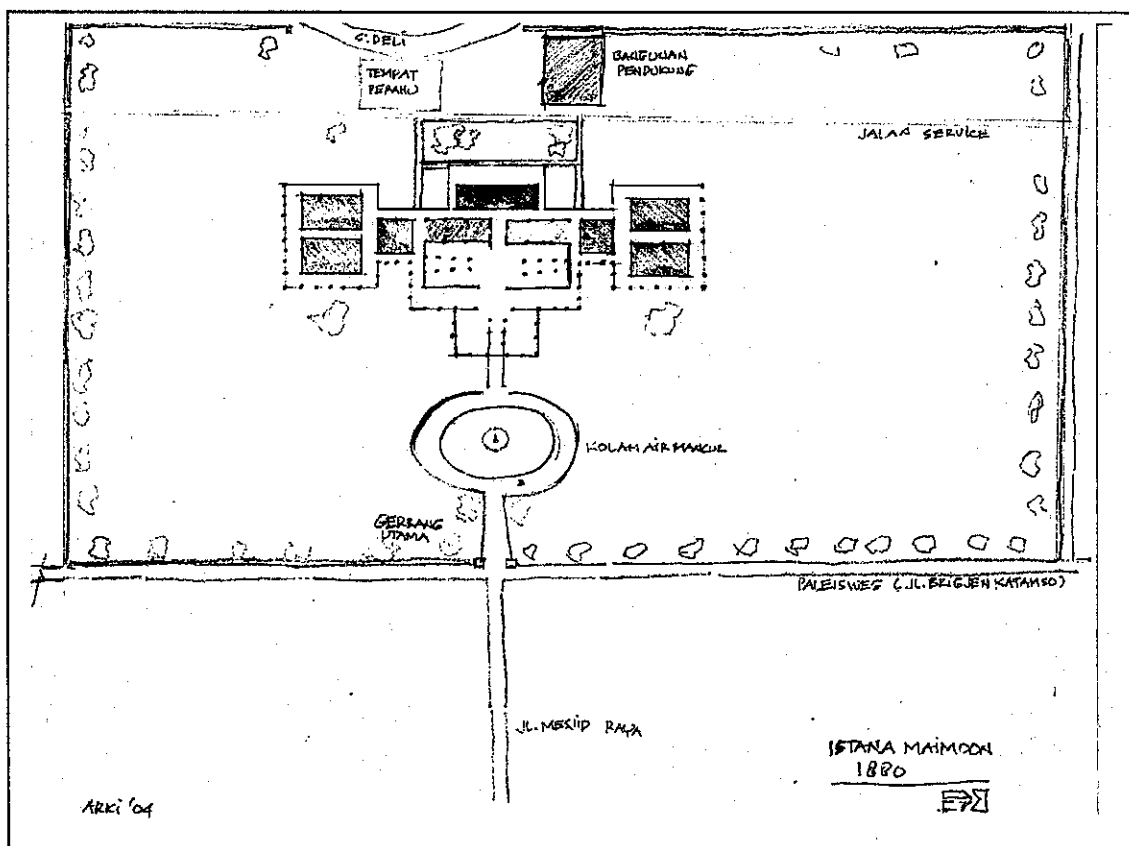 S. DELI
TEMPAT
PERAHU
BANGUNAN
PENDUKUNG
JALAN SERVICE
KOLAM AIR MANCUR
GERBANG
UTAMA
PALEISWEG (JL. BRIGJEN KATAMSO)
JL. MESJID RAYA
ISTANA MAIMOON
1880
ARKI '04